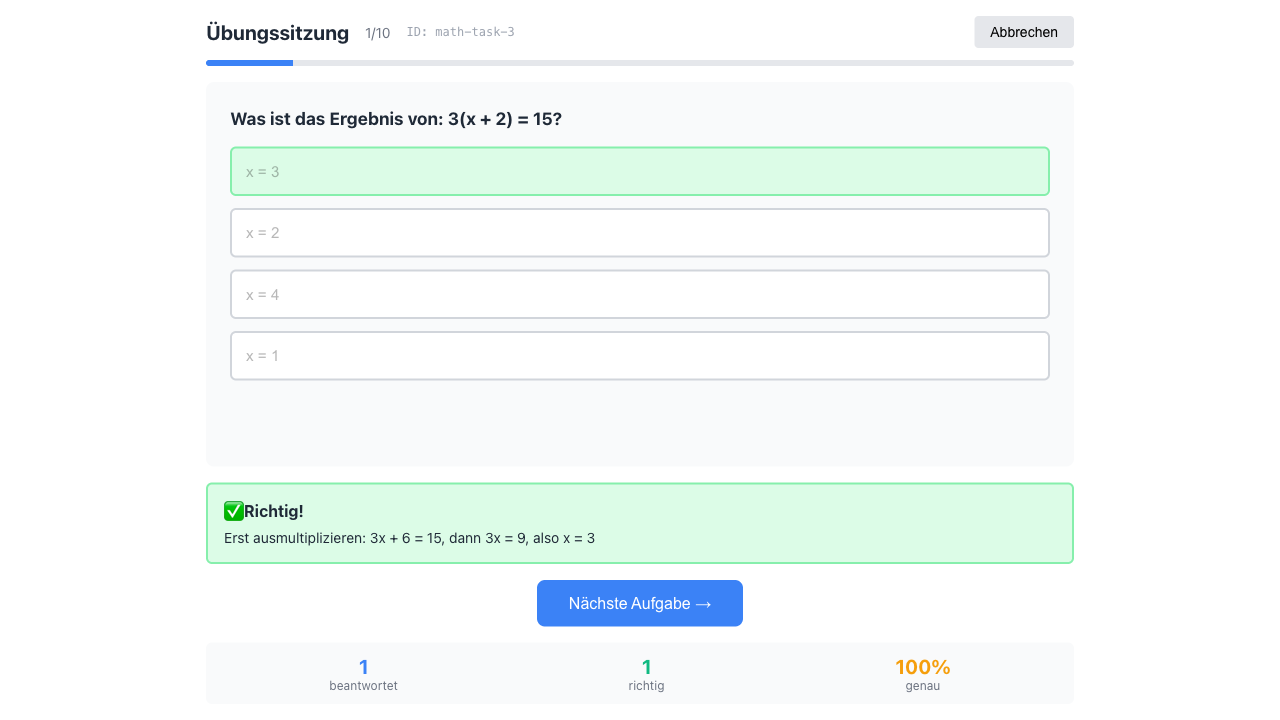 Übungssitzung 1/10 ID: math-task-3 Abbrechen
Was ist das Ergebnis von: 3(x + 2) = 15?
x = 3
x = 2
x = 4
x = 1
✅Richtig!
Erst ausmultiplizieren: 3x + 6 = 15, dann 3x = 9, also x = 3
Nächste Aufgabe →
1 1 100%
beantwortet richtig genau